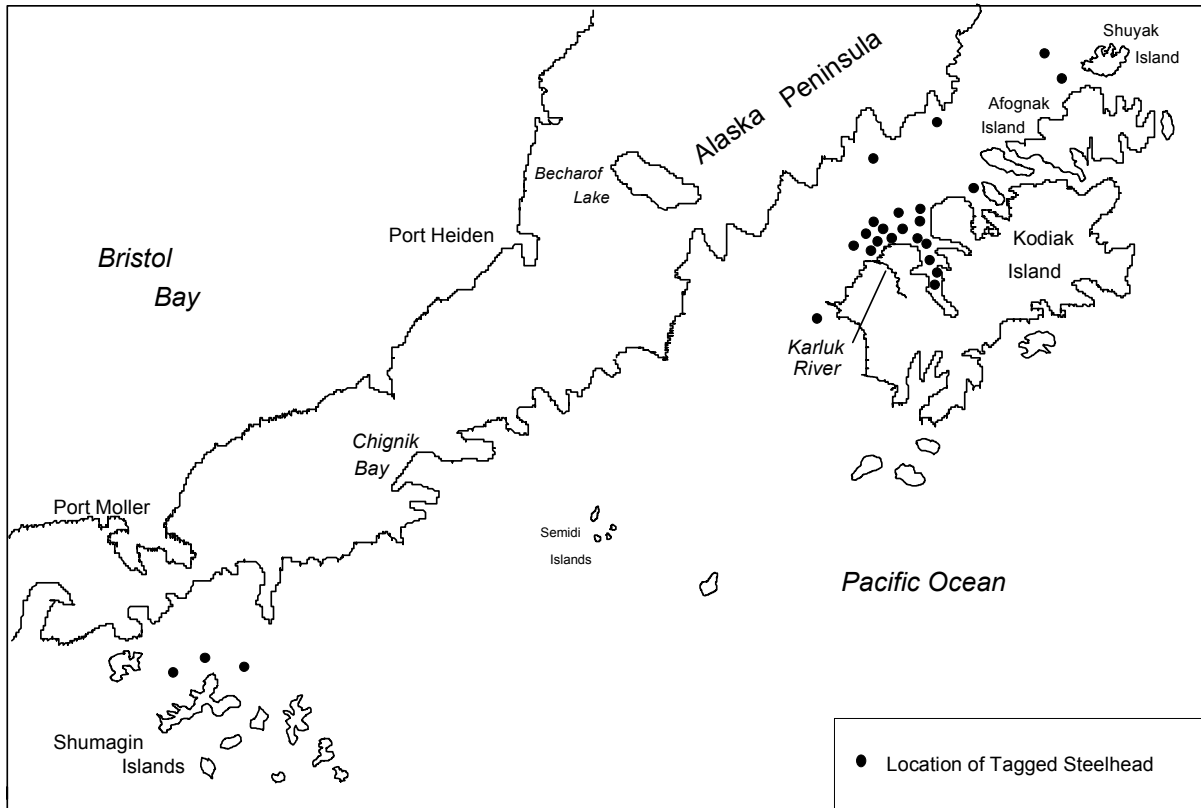 Shuyak
Island
Alaska Peninsula
Afognak
Island
Becharof
Lake
Port Heiden
Kodiak
Island
Bristol
Bay
Karluk
River
Chignik
Bay
Port Moller
Semidi
Islands
Pacific Ocean
Shumagin
Islands
Location of Tagged Steelhead